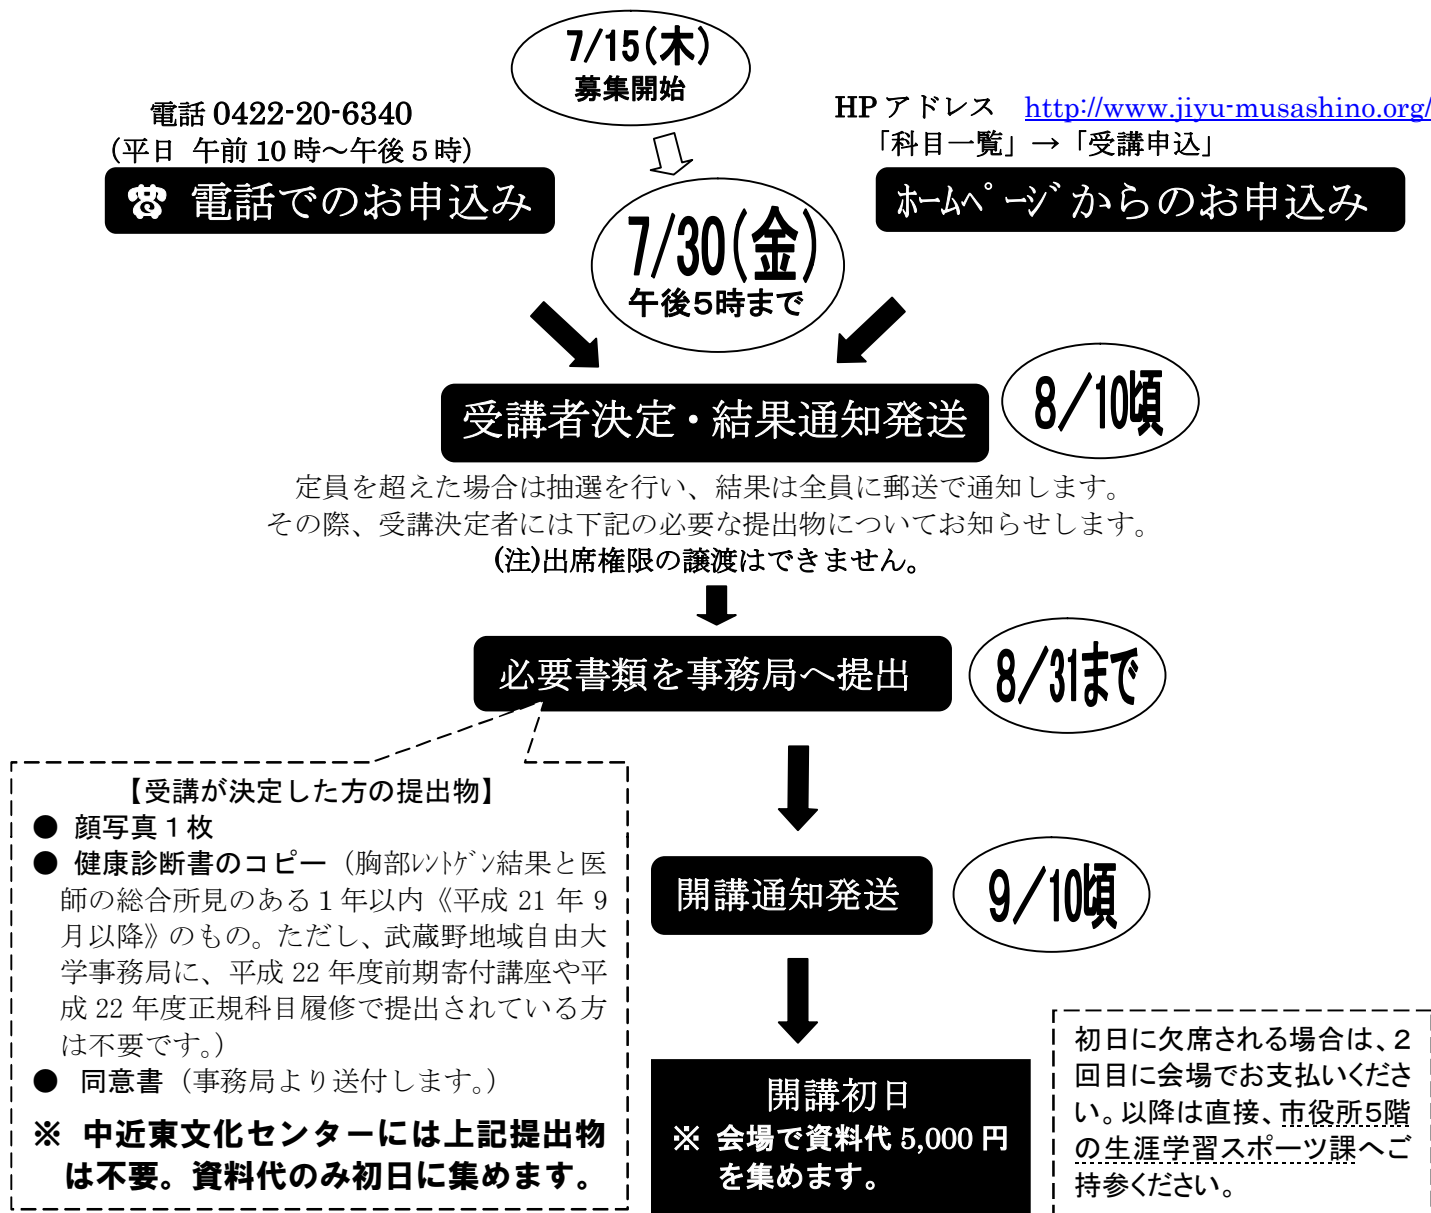 7/15(木)
募集開始
電話 0422-20-6340
(平日 午前 10 時～午後 5 時)
☎ 電話でのお申込み
HP アドレス http://www.jiyu-musashino.org/
「科目一覧」→「受講申込」
ﾎｰﾑﾍﾟｰｼﾞからのお申込み
7/30(金)
午後5時まで
受講者決定・結果通知発送
8／10頃
定員を超えた場合は抽選を行い、結果は全員に郵送で通知します。
その際、受講決定者には下記の必要な提出物についてお知らせします。
(注)出席権限の譲渡はできません。
必要書類を事務局へ提出
8／31まで
【受講が決定した方の提出物】
● 顔写真１枚
● 健康診断書のコピー（胸部ﾚﾝﾄｹﾞﾝ結果と医
師の総合所見のある１年以内《平成 21 年 9
月以降》のもの。ただし、武蔵野地域自由大
学事務局に、平成 22 年度前期寄付講座や平
成 22 年度正規科目履修で提出されている方
は不要です。）
● 同意書（事務局より送付します。）
※ 中近東文化センターには上記提出物
は不要。資料代のみ初日に集めます。
開講通知発送
9／10頃
開講初日
※ 会場で資料代 5,000 円
を集めます。
初日に欠席される場合は、２
回目に会場でお支払いくださ
い。以降は直接、市役所5階
の生涯学習スポーツ課へご
持参ください。